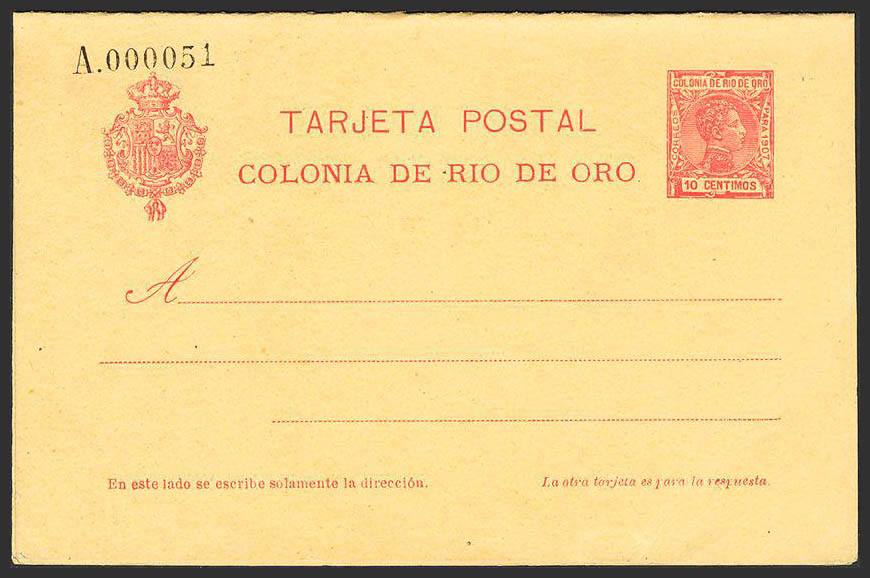 A.000051
TARJETA POSTAL
COLONIA DE RIO DE ORO
COLONIA DE RIO DE ORO
CORREOS
PARA 1907
10 CENTIMOS
A
En este lado se escribe solamente la dirección.
La otra tarjeta es para la respuesta.